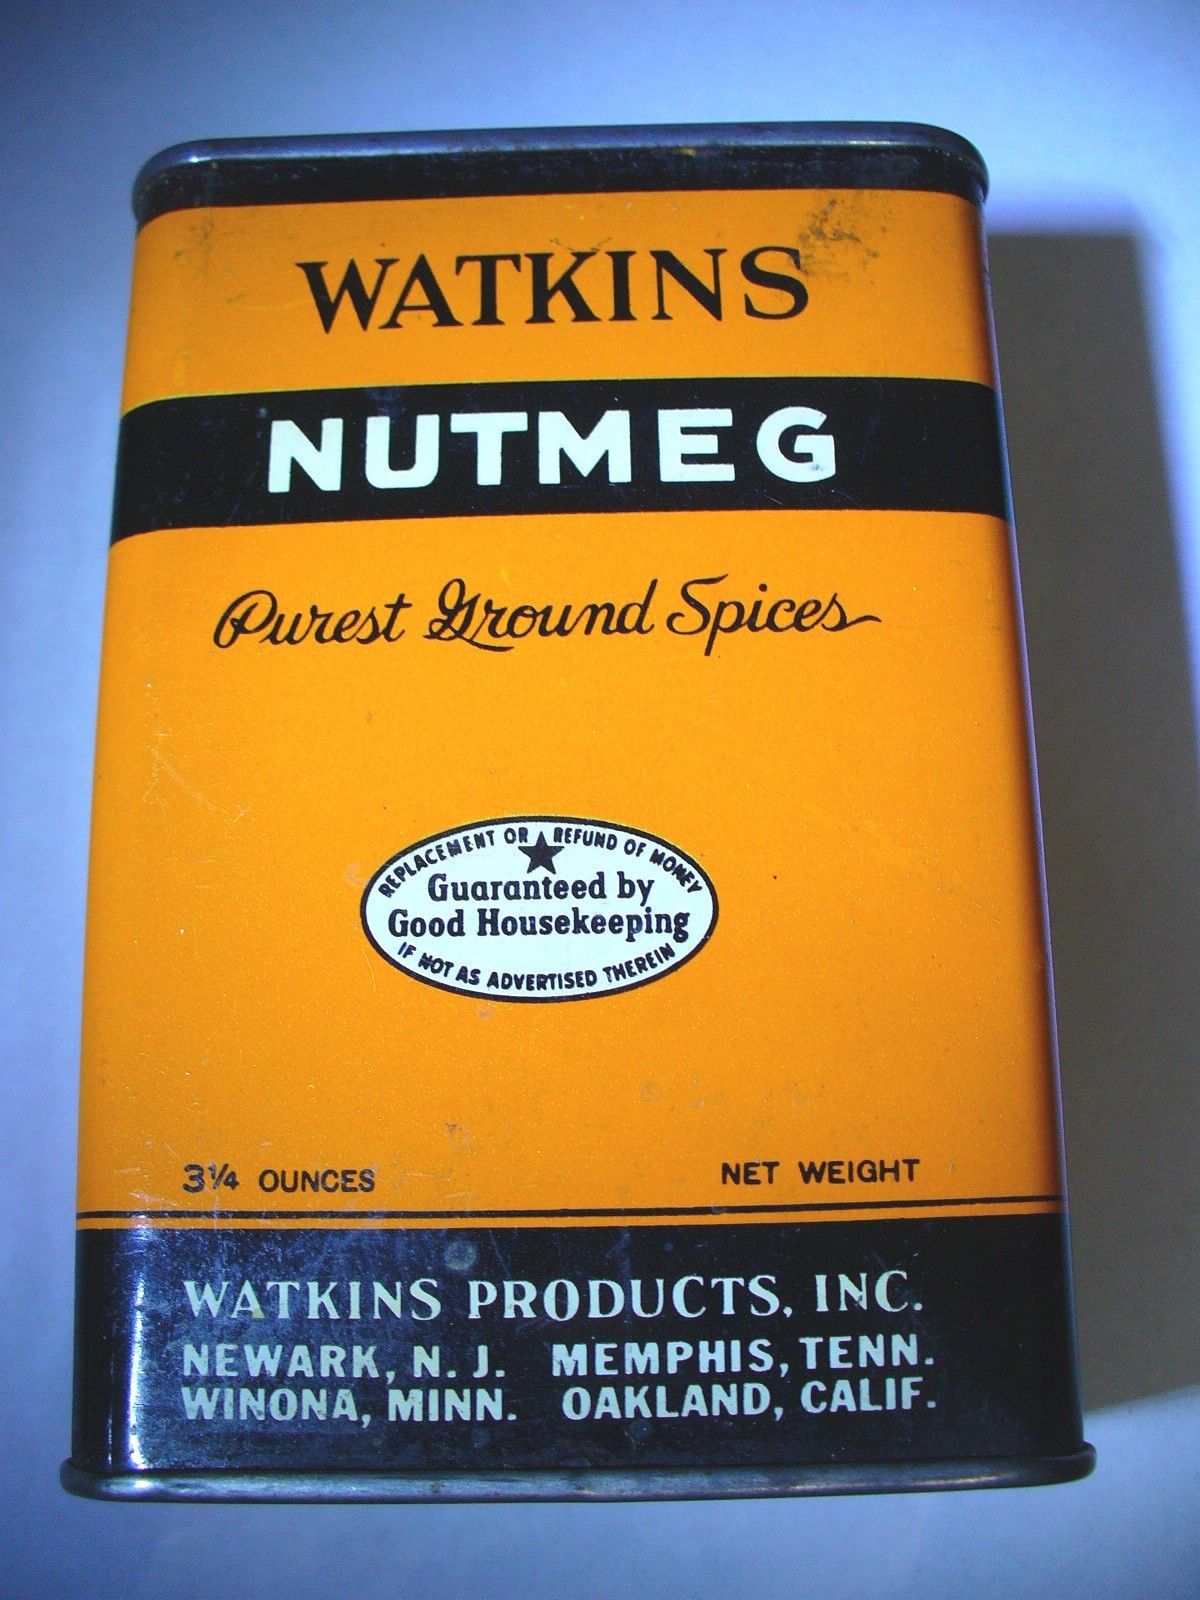 WATKINS
NUTMEG
Purest Ground Spices
REPLACEMENT OR ★ REFUND OF MONEY
Guaranteed by
Good Housekeeping
IF NOT AS ADVERTISED THEREIN
3¼ OUNCES NET WEIGHT
WATKINS PRODUCTS, INC.
NEWARK, N. J. MEMPHIS, TENN.
WINONA, MINN. OAKLAND, CALIF.